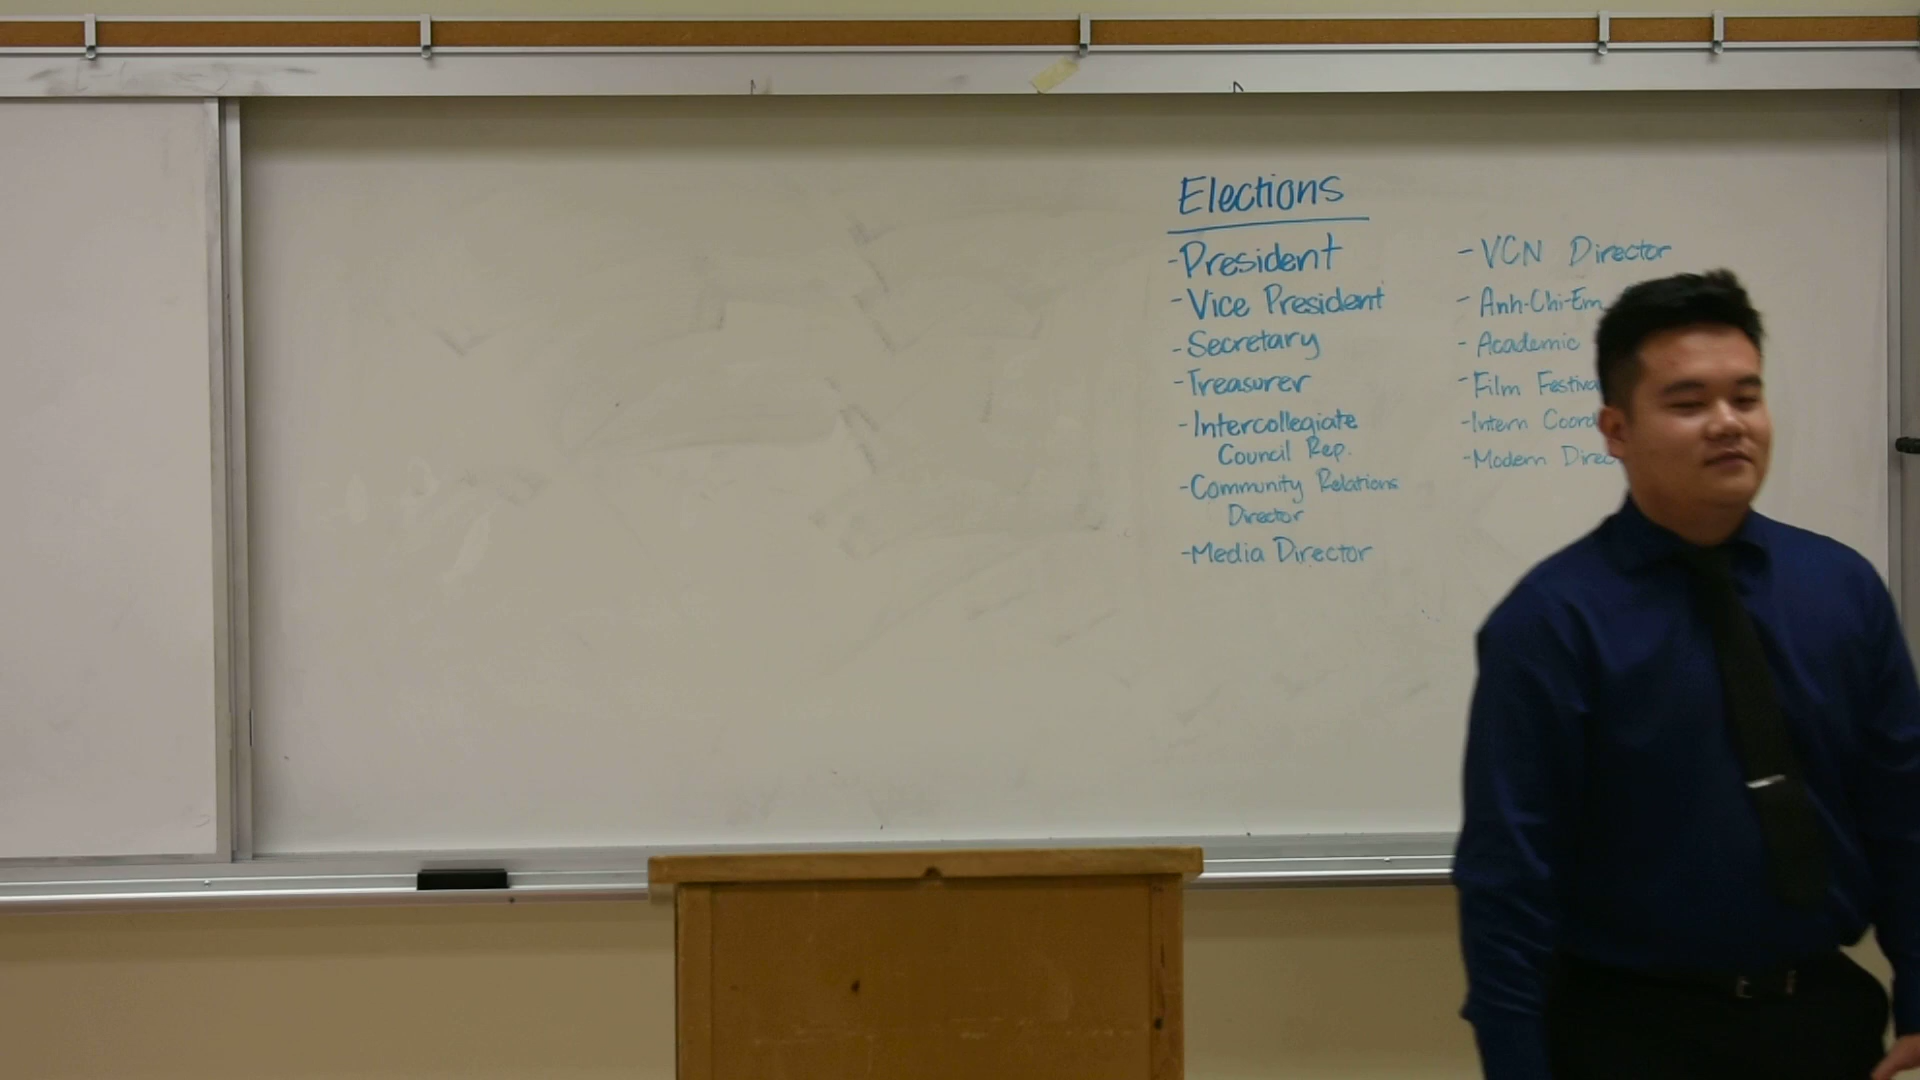 Elections
-President
-Vice President
-Secretary
-Treasurer
-Intercollegiate
Council Rep.
-Community Relations
Director
-Media Director
-VCN Director
-Anh-Chi-Em
-Academic
-Film
-Intern
-Modern